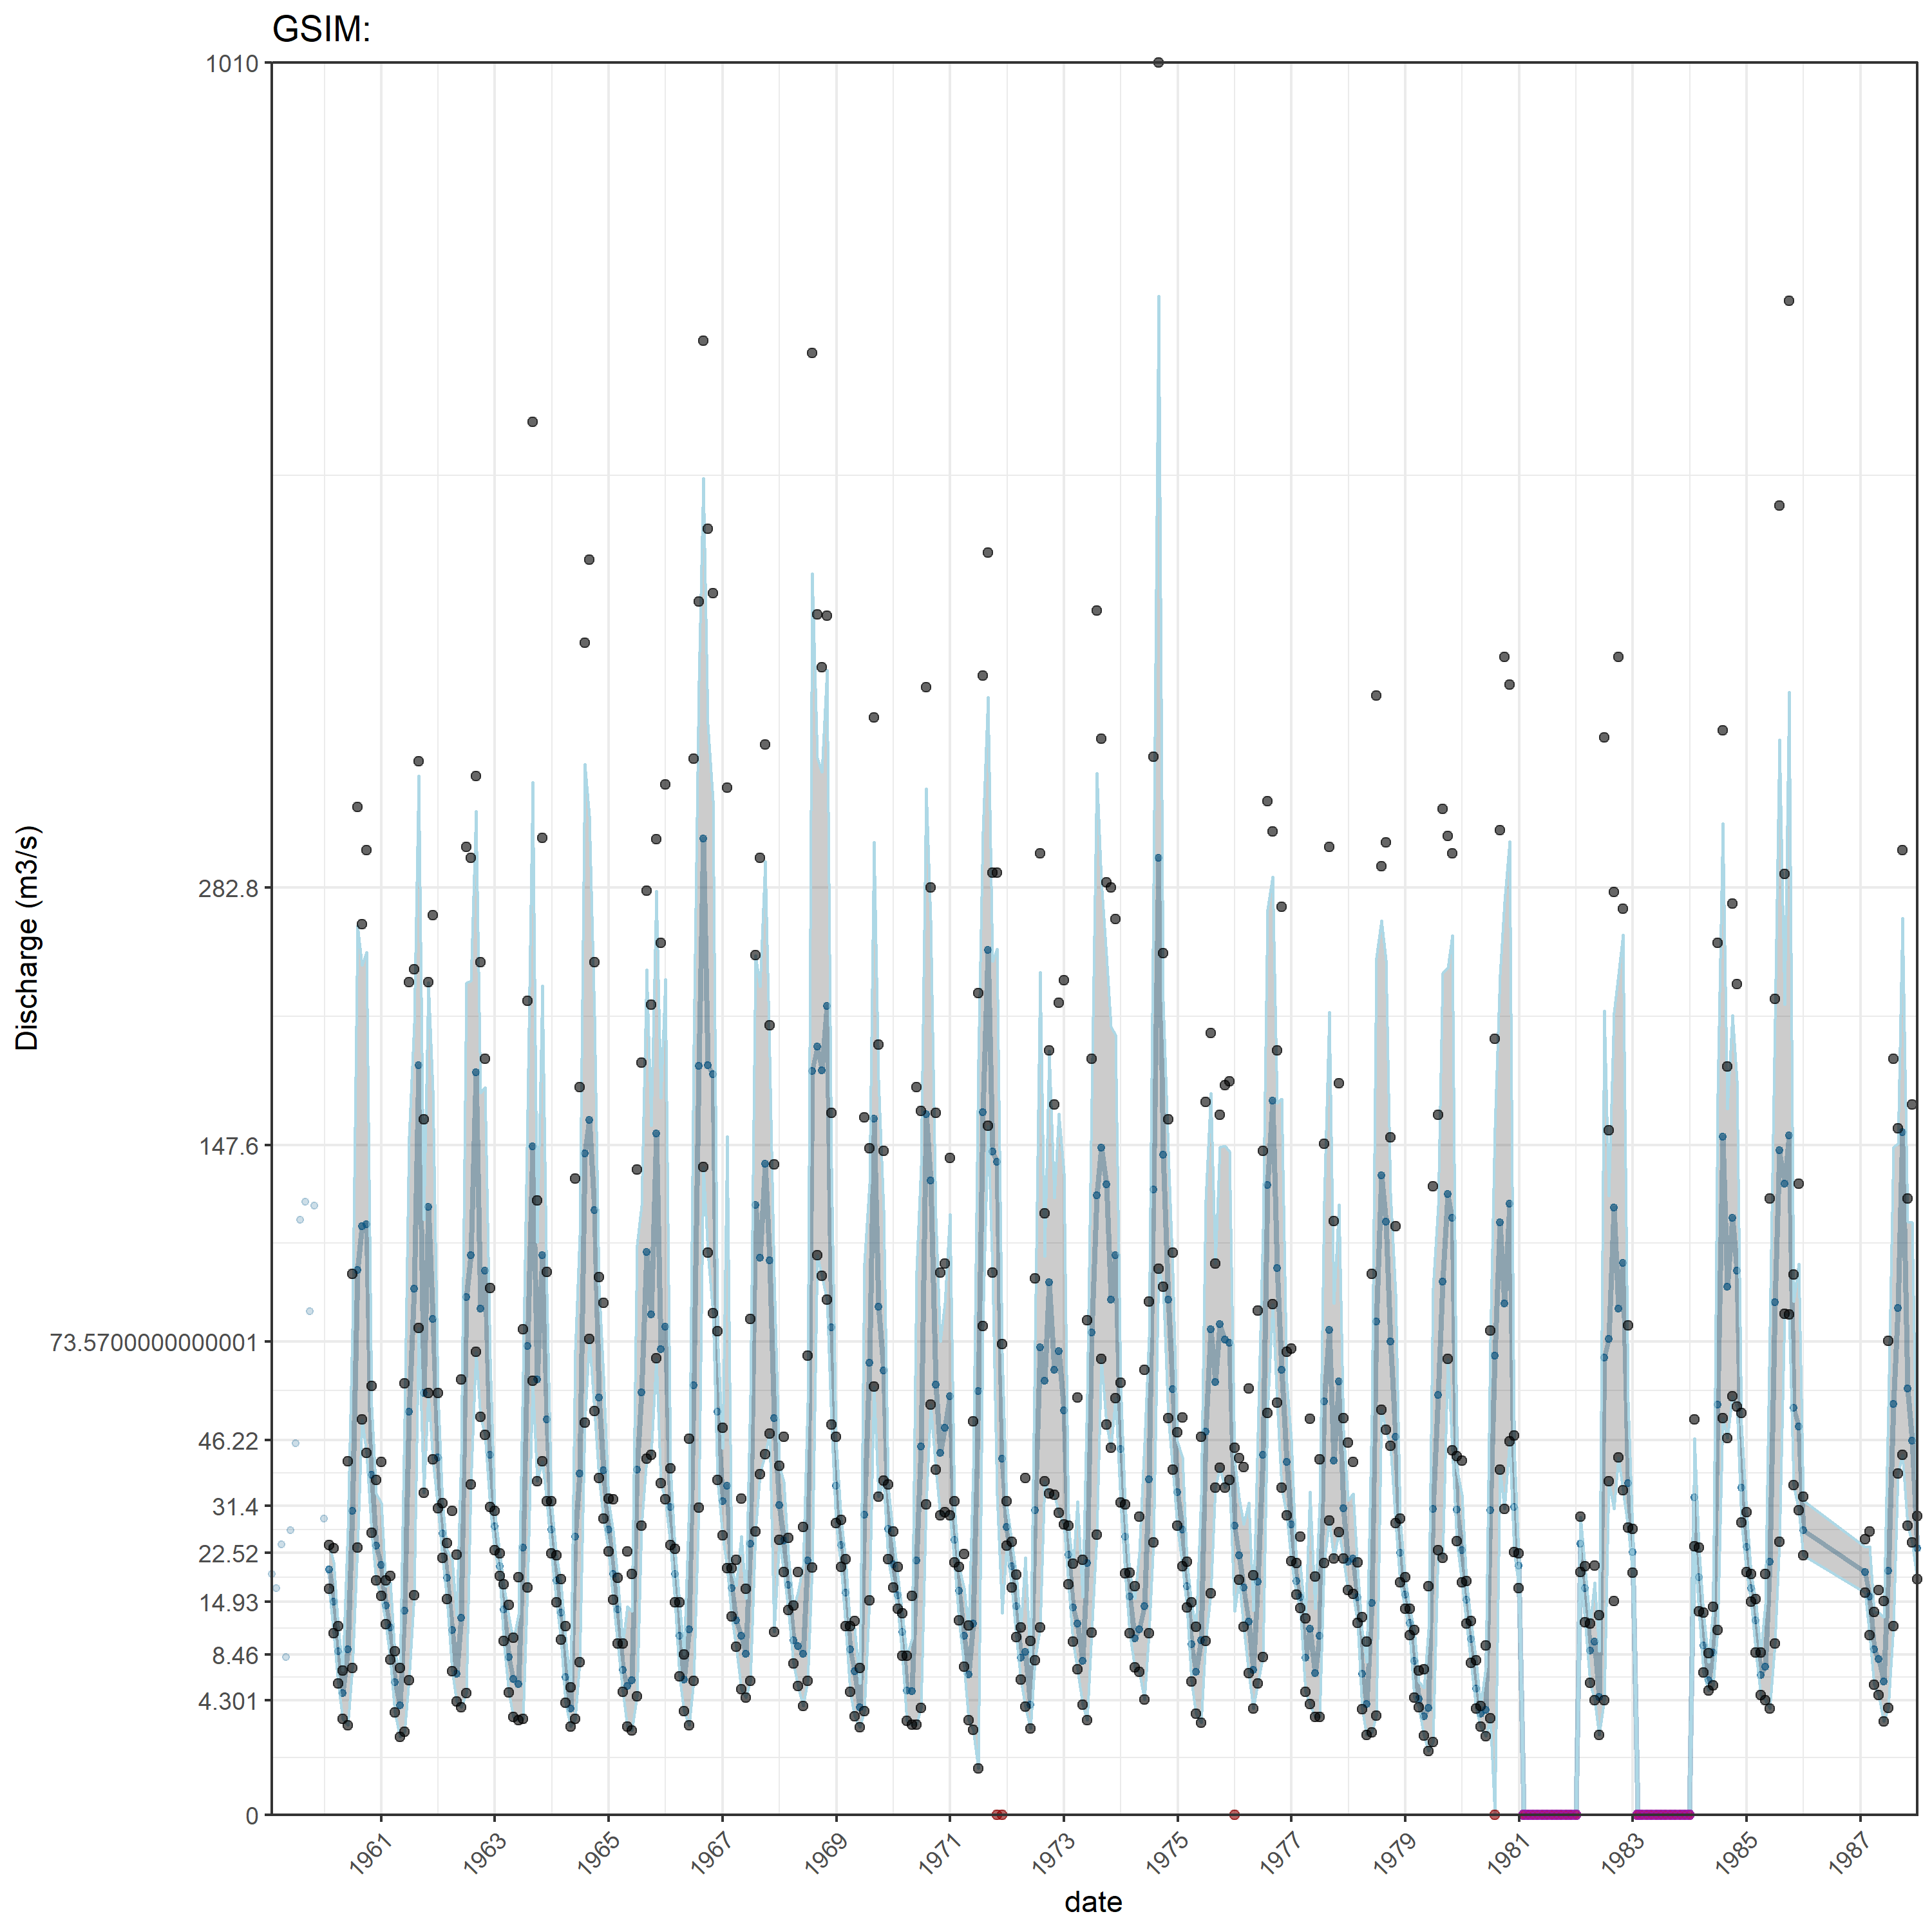 GSIM:
1010
282.8
147.6
73.5700000000001
46.22
31.4
22.52
14.93
8.46
4.301
0
Discharge (m3/s)
1961 1963 1965 1967 1969 1971 1973 1975 1977 1979 1981 1983 1985 1987
date